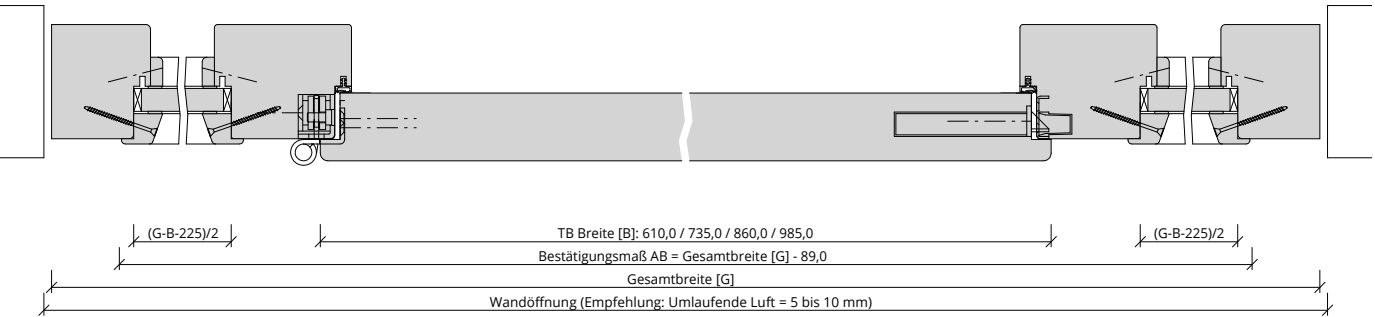 (G-B-225)/2
TB Breite [B]: 610,0 / 735,0 / 860,0 / 985,0
(G-B-225)/2
Bestätigungsmaß AB = Gesamtbreite [G] - 89,0
Gesamtbreite [G]
Wandöffnung (Empfehlung: Umlaufende Luft = 5 bis 10 mm)